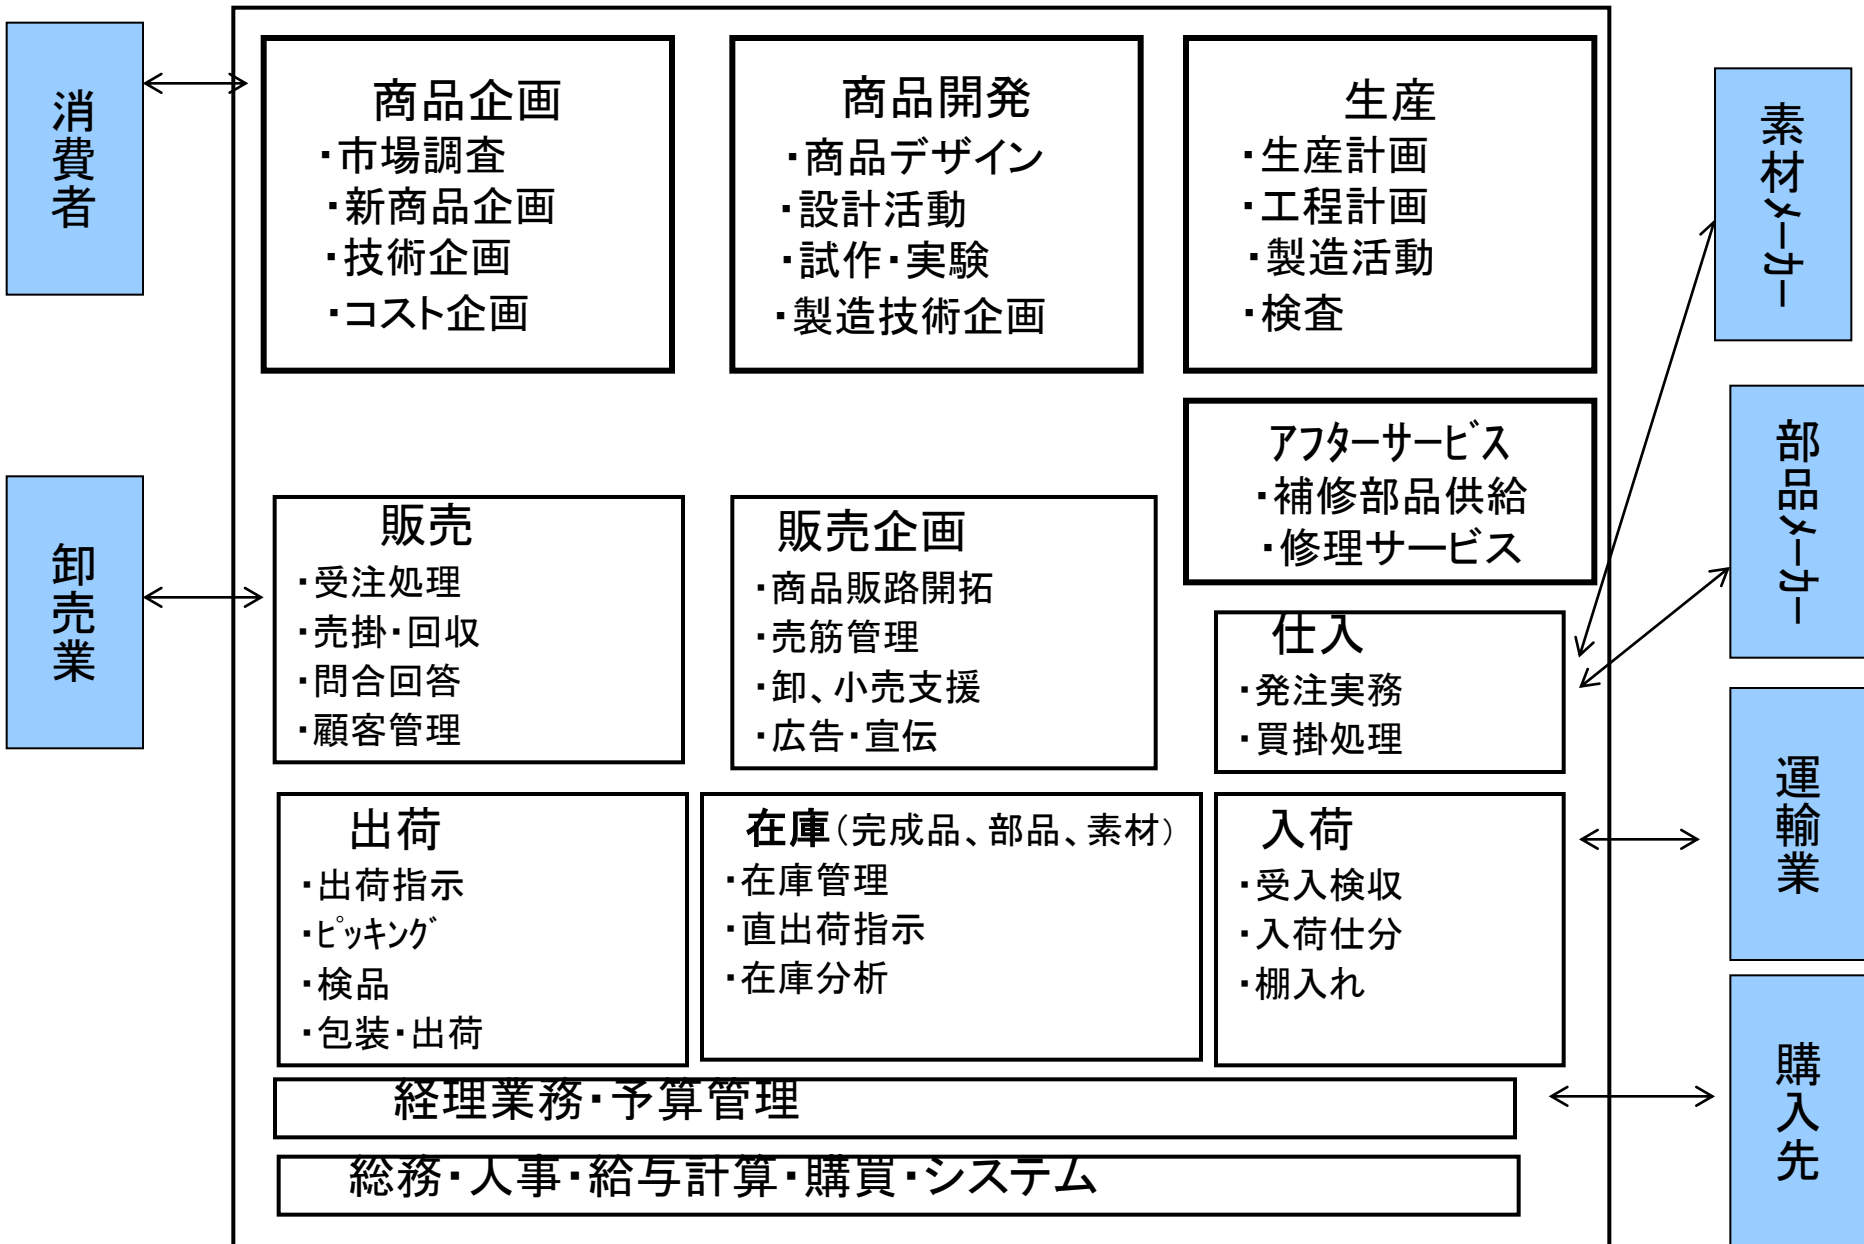 消費者
卸売業
商品企画
・市場調査
・新商品企画
・技術企画
・コスト企画
商品開発
・商品デザイン
・設計活動
・試作・実験
・製造技術企画
生産
・生産計画
・工程計画
・製造活動
・検査
アフターサービス
・補修部品供給
・修理サービス
販売
・受注処理
・売掛・回収
・問合回答
・顧客管理
販売企画
・商品販路開拓
・売筋管理
・卸、小売支援
・広告・宣伝
仕入
・発注実務
・買掛処理
出荷
・出荷指示
・ピッキング
・検品
・包装・出荷
在庫（完成品、部品、素材）
・在庫管理
・直出荷指示
・在庫分析
入荷
・受入検収
・入荷仕分
・棚入れ
経理業務・予算管理
総務・人事・給与計算・購買・システム
素材メーカー
部品メーカー
運輸業
購入先